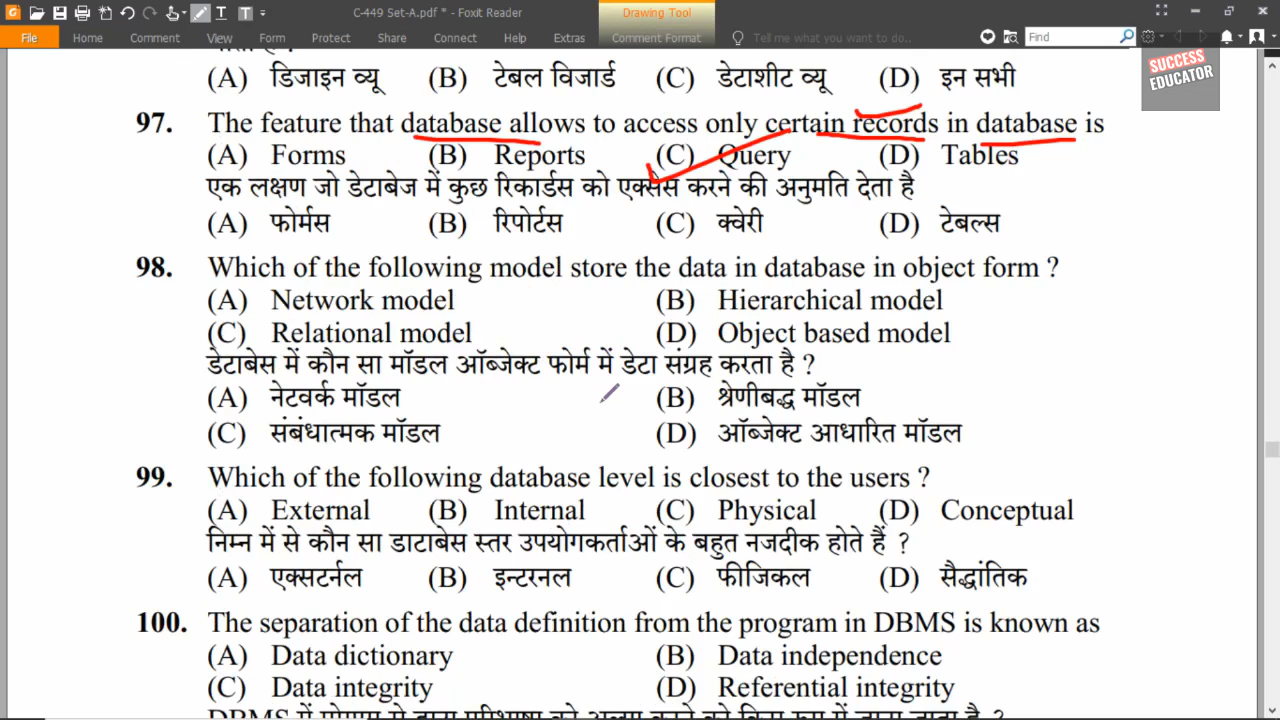 C-449 Set-A.pdf * - Foxit Reader
Drawing Tool
File Home Comment View Form Protect Share Connect Help Extras Comment Format Tell me what you want to do.. Find
SUCCESS
EDUCATOR
(A) डिजाइन व्यू (B) टेबल विजार्ड (C) डेटाशीट व्यू (D) इन सभी
97. The feature that database allows to access only certain records in database is
(A) Forms (B) Reports (C) Query (D) Tables
एक लक्षण जो डेटाबेज में कुछ रिकार्डस को एक्सेस करने की अनुमति देता है
(A) फोर्मस (B) रिपोर्टस (C) क्वेरी (D) टेबल्स
98. Which of the following model store the data in database in object form ?
(A) Network model (B) Hierarchical model
(C) Relational model (D) Object based model
डेटाबेस में कौन सा मॉडल ऑब्जेक्ट फोर्म में डेटा संग्रह करता है ?
(A) नेटवर्क मॉडल (B) श्रेणीबद्ध मॉडल
(C) संबंधात्मक मॉडल (D) ऑब्जेक्ट आधारित मॉडल
99. Which of the following database level is closest to the users ?
(A) External (B) Internal (C) Physical (D) Conceptual
निम्न में से कौन सा डाटाबेस स्तर उपयोगकर्ताओं के बहुत नजदीक होते हैं ?
(A) एक्सटर्नल (B) इन्टरनल (C) फीजिकल (D) सैद्धांतिक
100. The separation of the data definition from the program in DBMS is known as
(A) Data dictionary (B) Data independence
(C) Data integrity (D) Referential integrity